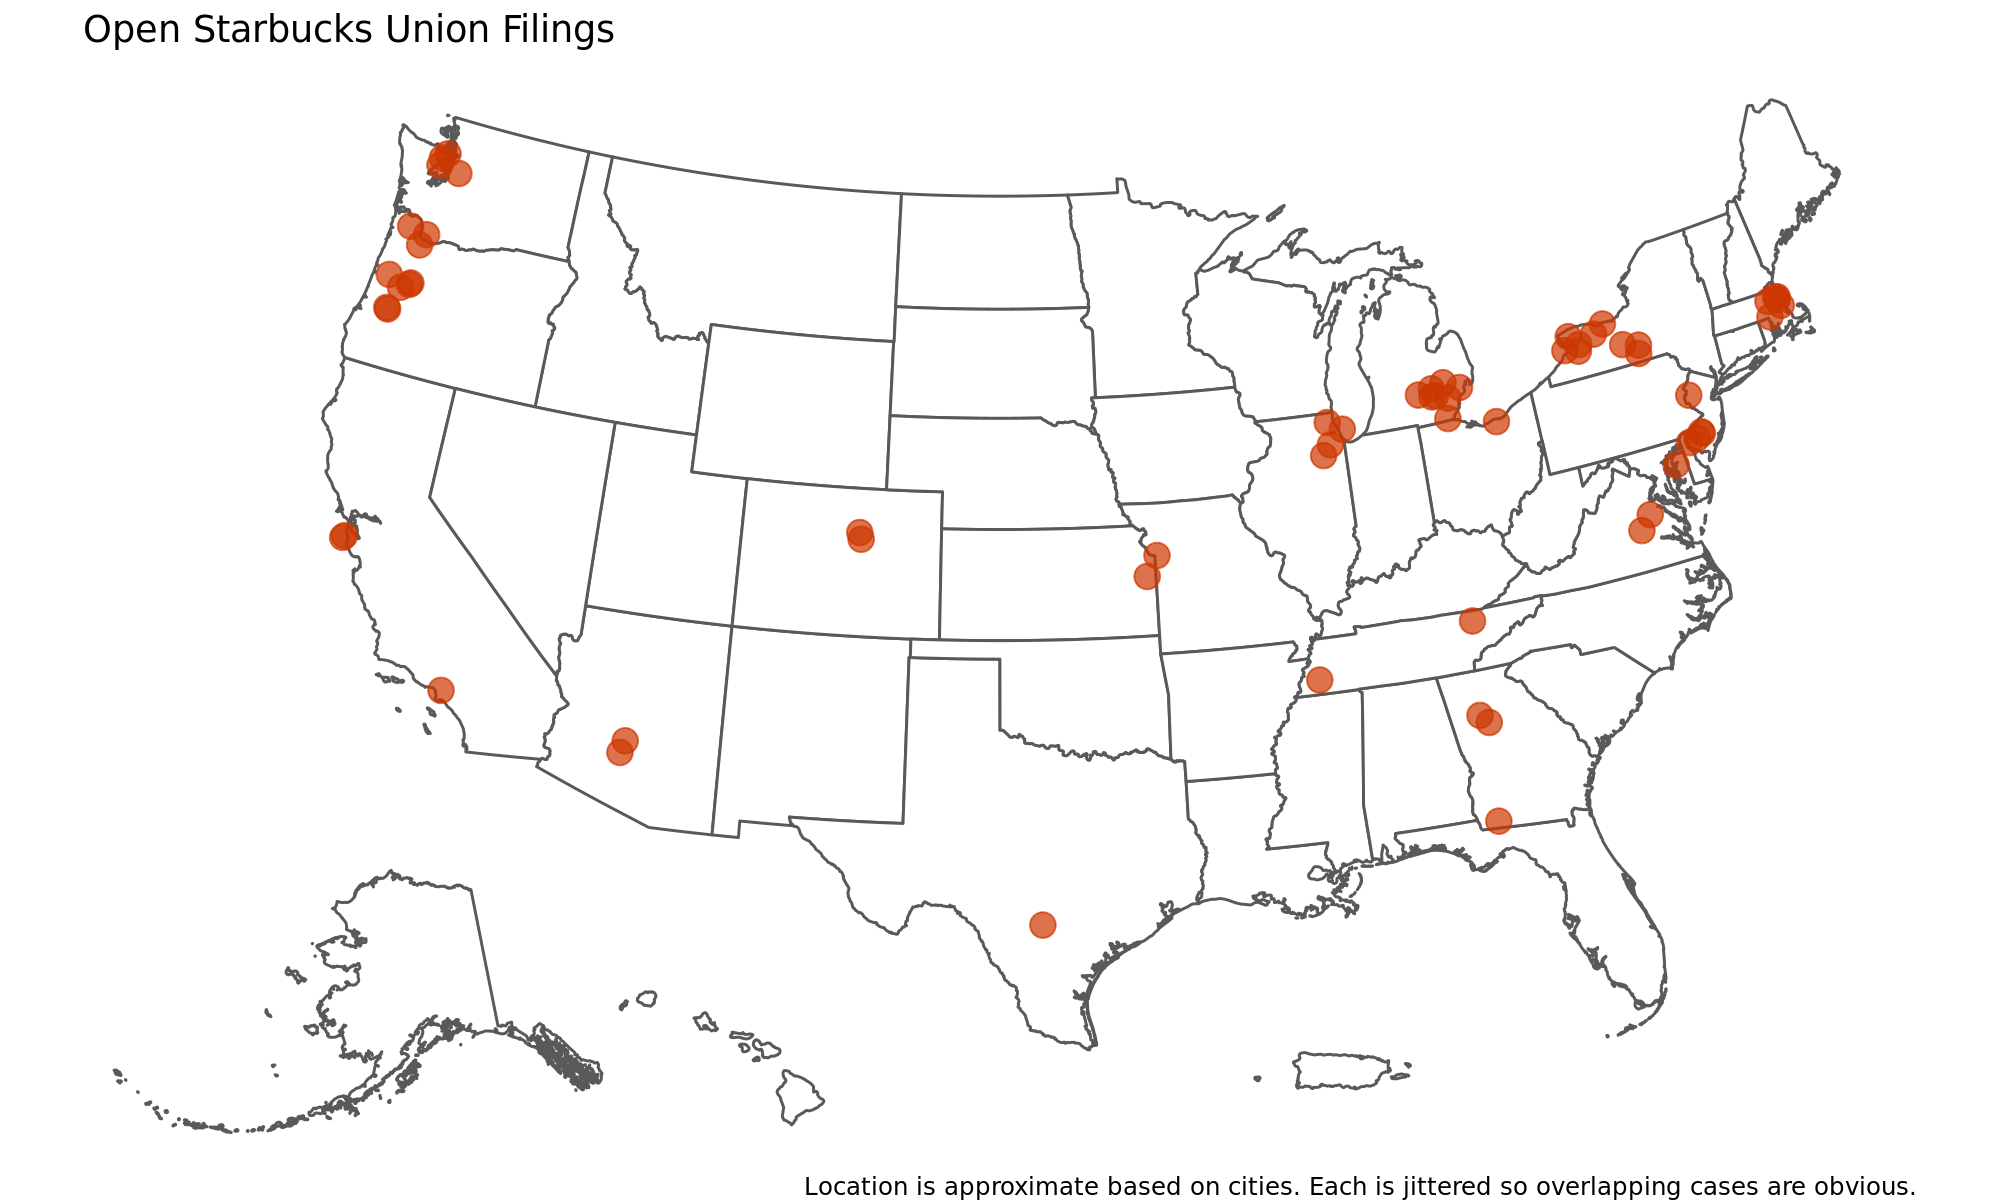 Open Starbucks Union Filings
Location is approximate based on cities. Each is jittered so overlapping cases are obvious.